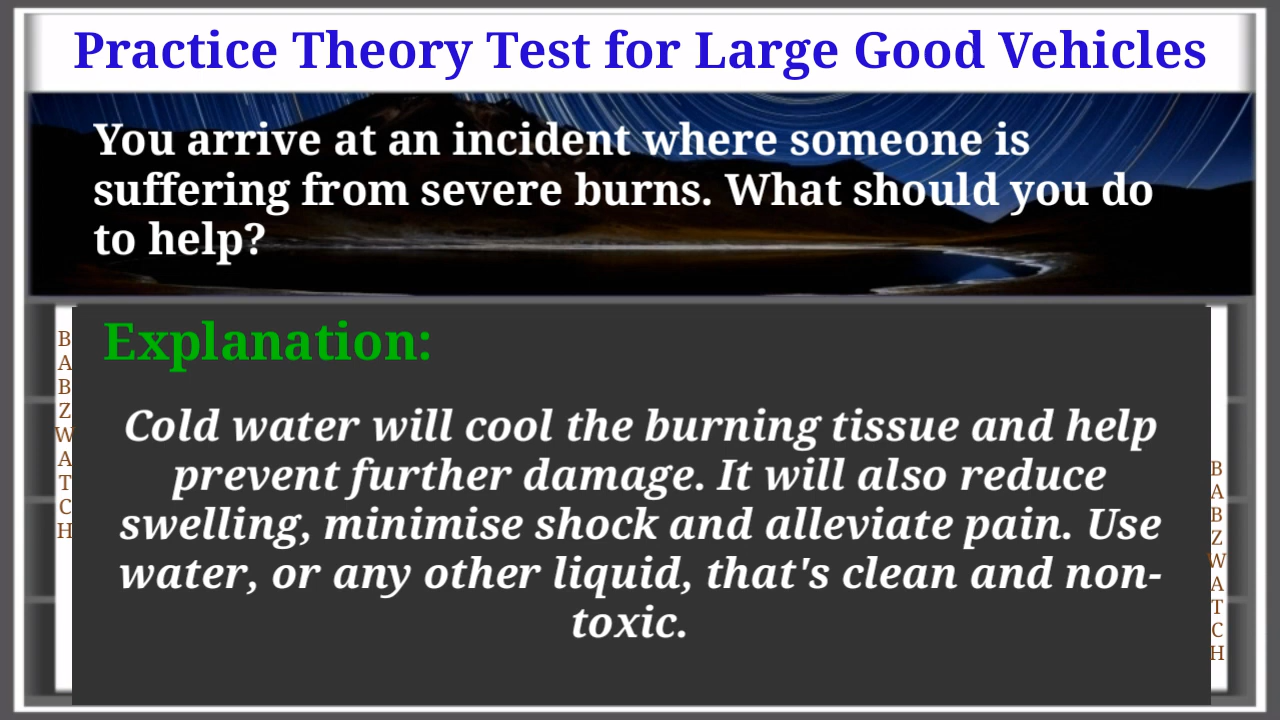 Practice Theory Test for Large Good Vehicles
You arrive at an incident where someone is
suffering from severe burns. What should you do
to help?
Explanation:
Cold water will cool the burning tissue and help
prevent further damage. It will also reduce
swelling, minimise shock and alleviate pain. Use
water, or any other liquid, that's clean and non-
toxic.
BABZWATCH
BABZWATCH